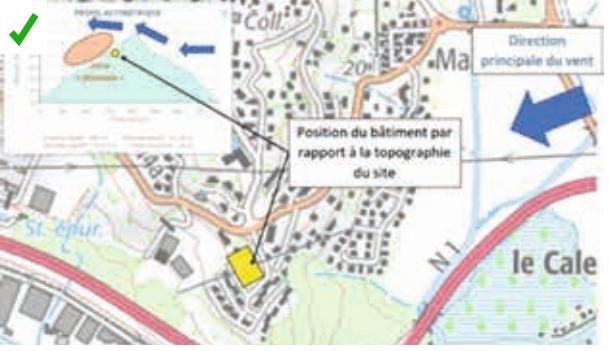 PROFIL ALTIMÉTRIQUE
Coll.
20
Ma
Direction
principale du vent
Position du bâtiment par
rapport à la topographie
du site
St. épur.
N 1
le Cale